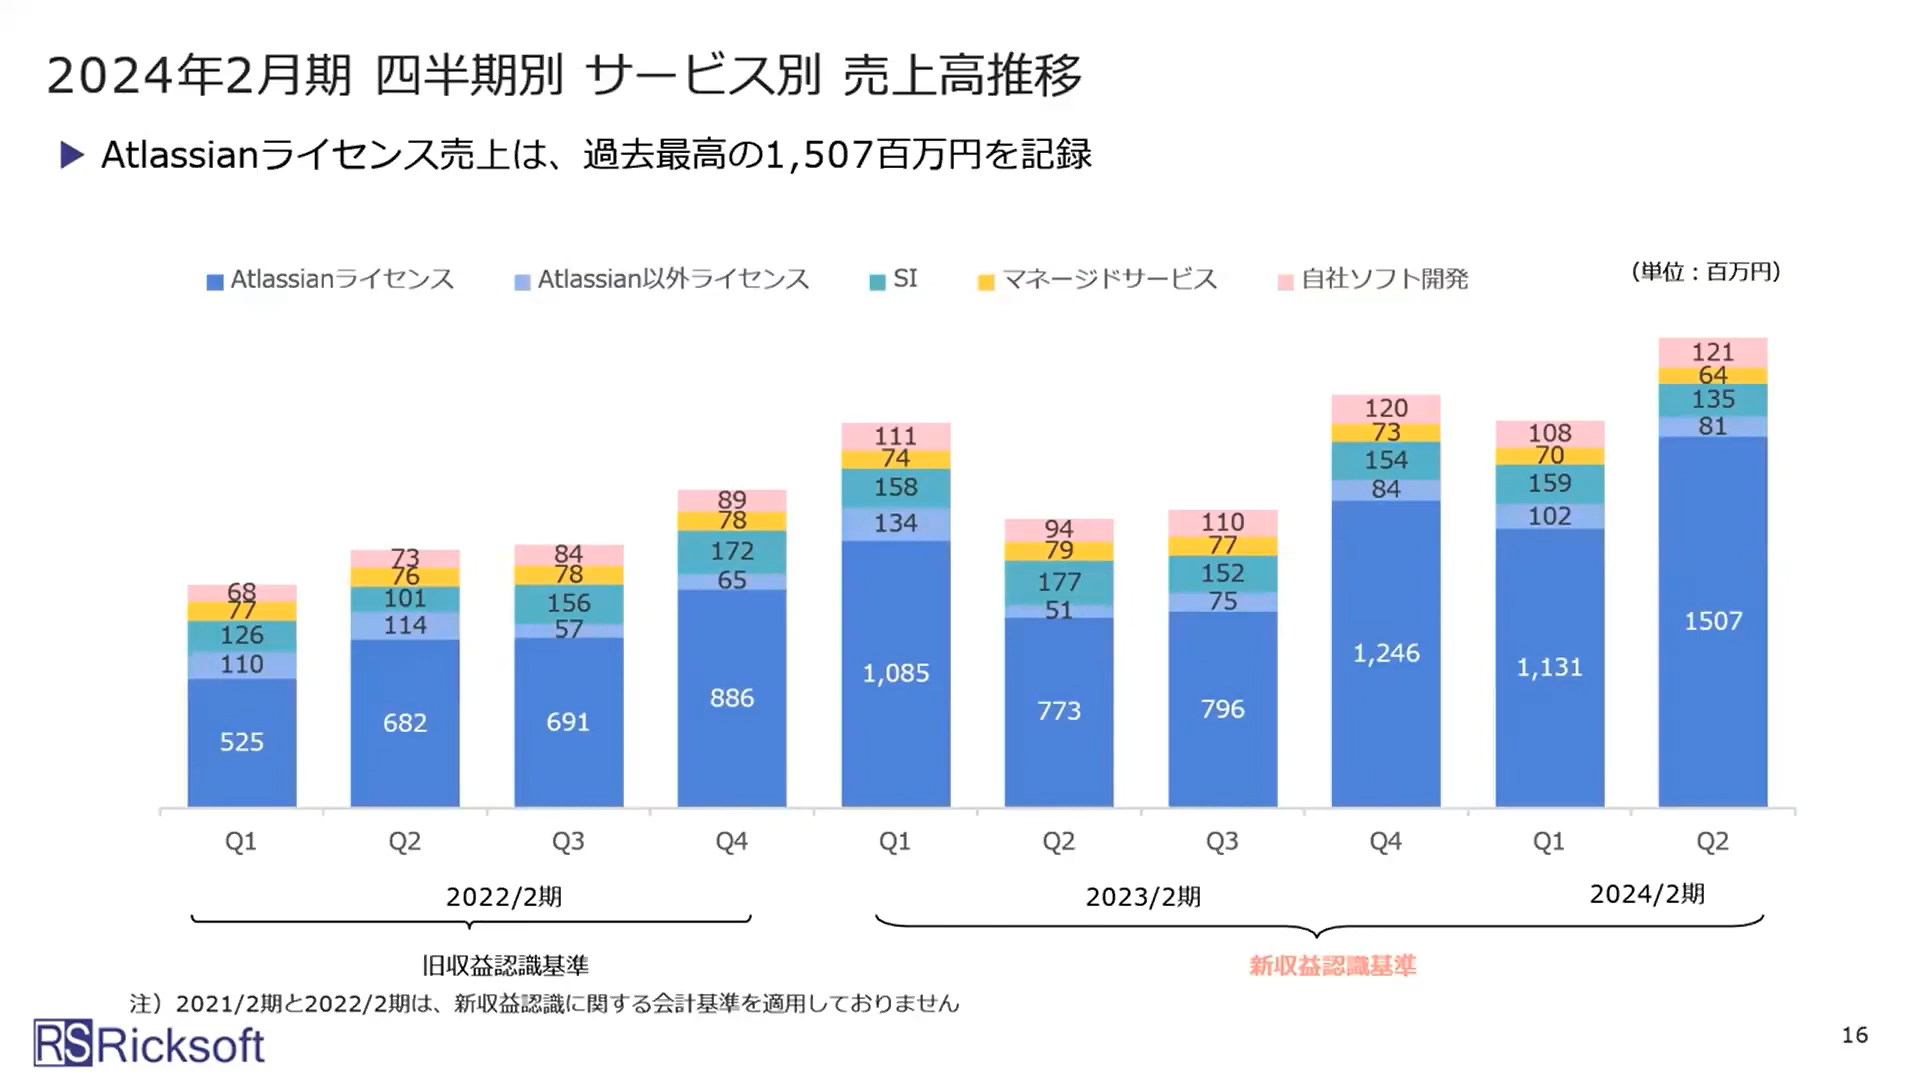 2024年2月期 四半期別 サービス別 売上高推移
▶ Atlassianライセンス売上は、過去最高の1,507百万円を記録
Atlassianライセンス Atlassian以外ライセンス SI マネージドサービス 自社ソフト開発 （単位：百万円）
68 73 84 89 111 94 110 120 108 121
77 76 78 78 74 79 77 73 70 64
126 101 156 172 158 177 152 154 159 135
110 114 57 65 134 51 75 84 102 81
525 682 691 886 1,085 773 796 1,246 1,131 1507
Q1 Q2 Q3 Q4 Q1 Q2 Q3 Q4 Q1 Q2
2022/2期 2023/2期 2024/2期
旧収益認識基準 新収益認識基準
注）2021/2期と2022/2期は、新収益認識に関する会計基準を適用しておりません
RS Ricksoft
16